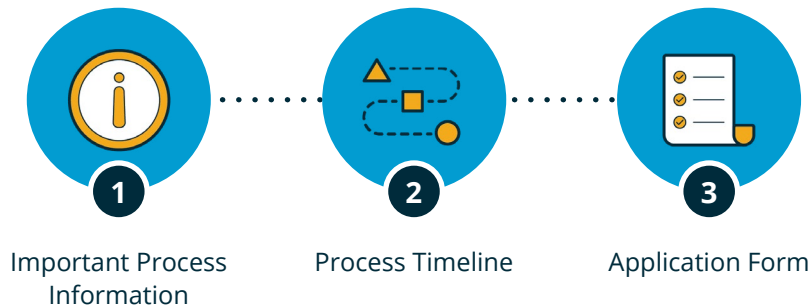 1
2
3
Important Process
Information
Process Timeline
Application Form